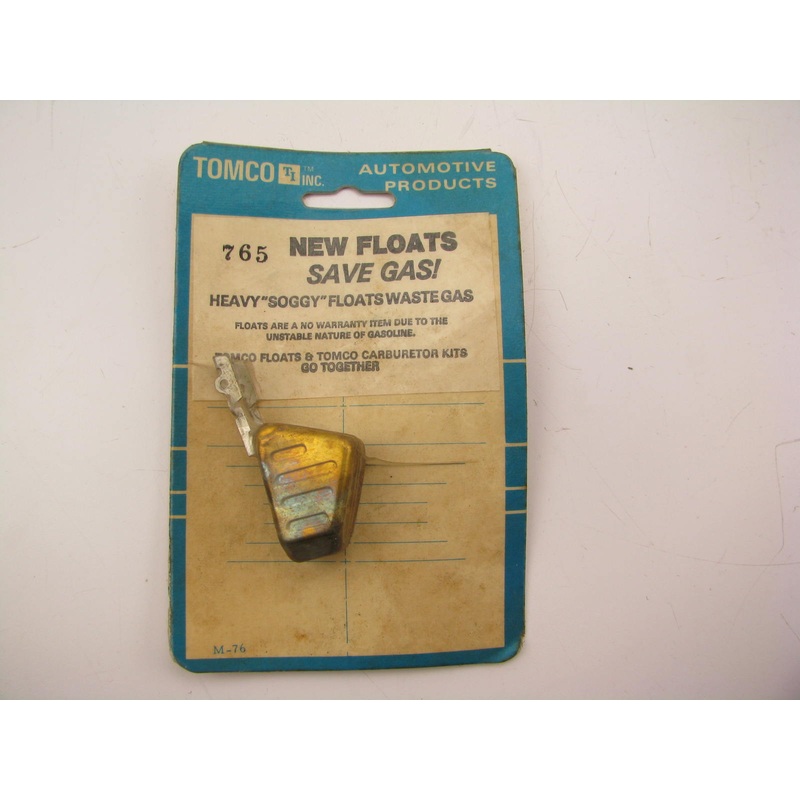 TOMCO TI ™ INC.
AUTOMOTIVE
PRODUCTS
765
NEW FLOATS
SAVE GAS!
HEAVY "SOGGY" FLOATS WASTE GAS
FLOATS ARE A NO WARRANTY ITEM DUE TO THE
UNSTABLE NATURE OF GASOLINE.
TOMCO FLOATS & TOMCO CARBURETOR KITS
GO TOGETHER
M-76